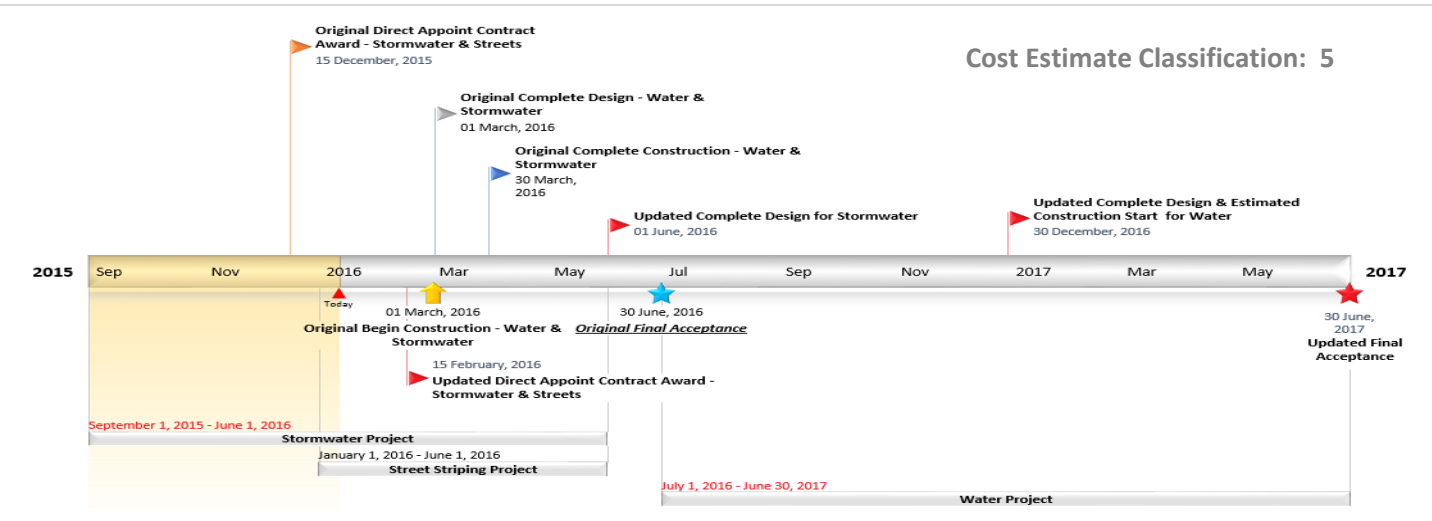 Original Direct Appoint Contract
Award - Stormwater & Streets
15 December, 2015
Cost Estimate Classification: 5
Original Complete Design - Water &
Stormwater
01 March, 2016
Original Complete Construction - Water &
Stormwater
30 March,
2016
Updated Complete Design for Stormwater
01 June, 2016
Updated Complete Design & Estimated
Construction Start for Water
30 December, 2016
2015 Sep Nov 2016 Mar May Jul Sep Nov 2017 Mar May 2017
Today
01 March, 2016
Original Begin Construction - Water &
Stormwater
30 June, 2016
Original Final Acceptance
30 June,
2017
Updated Final
Acceptance
15 February, 2016
Updated Direct Appoint Contract Award -
Stormwater & Streets
September 1, 2015 - June 1, 2016
Stormwater Project
January 1, 2016 - June 1, 2016
Street Striping Project
July 1, 2016 - June 30, 2017
Water Project